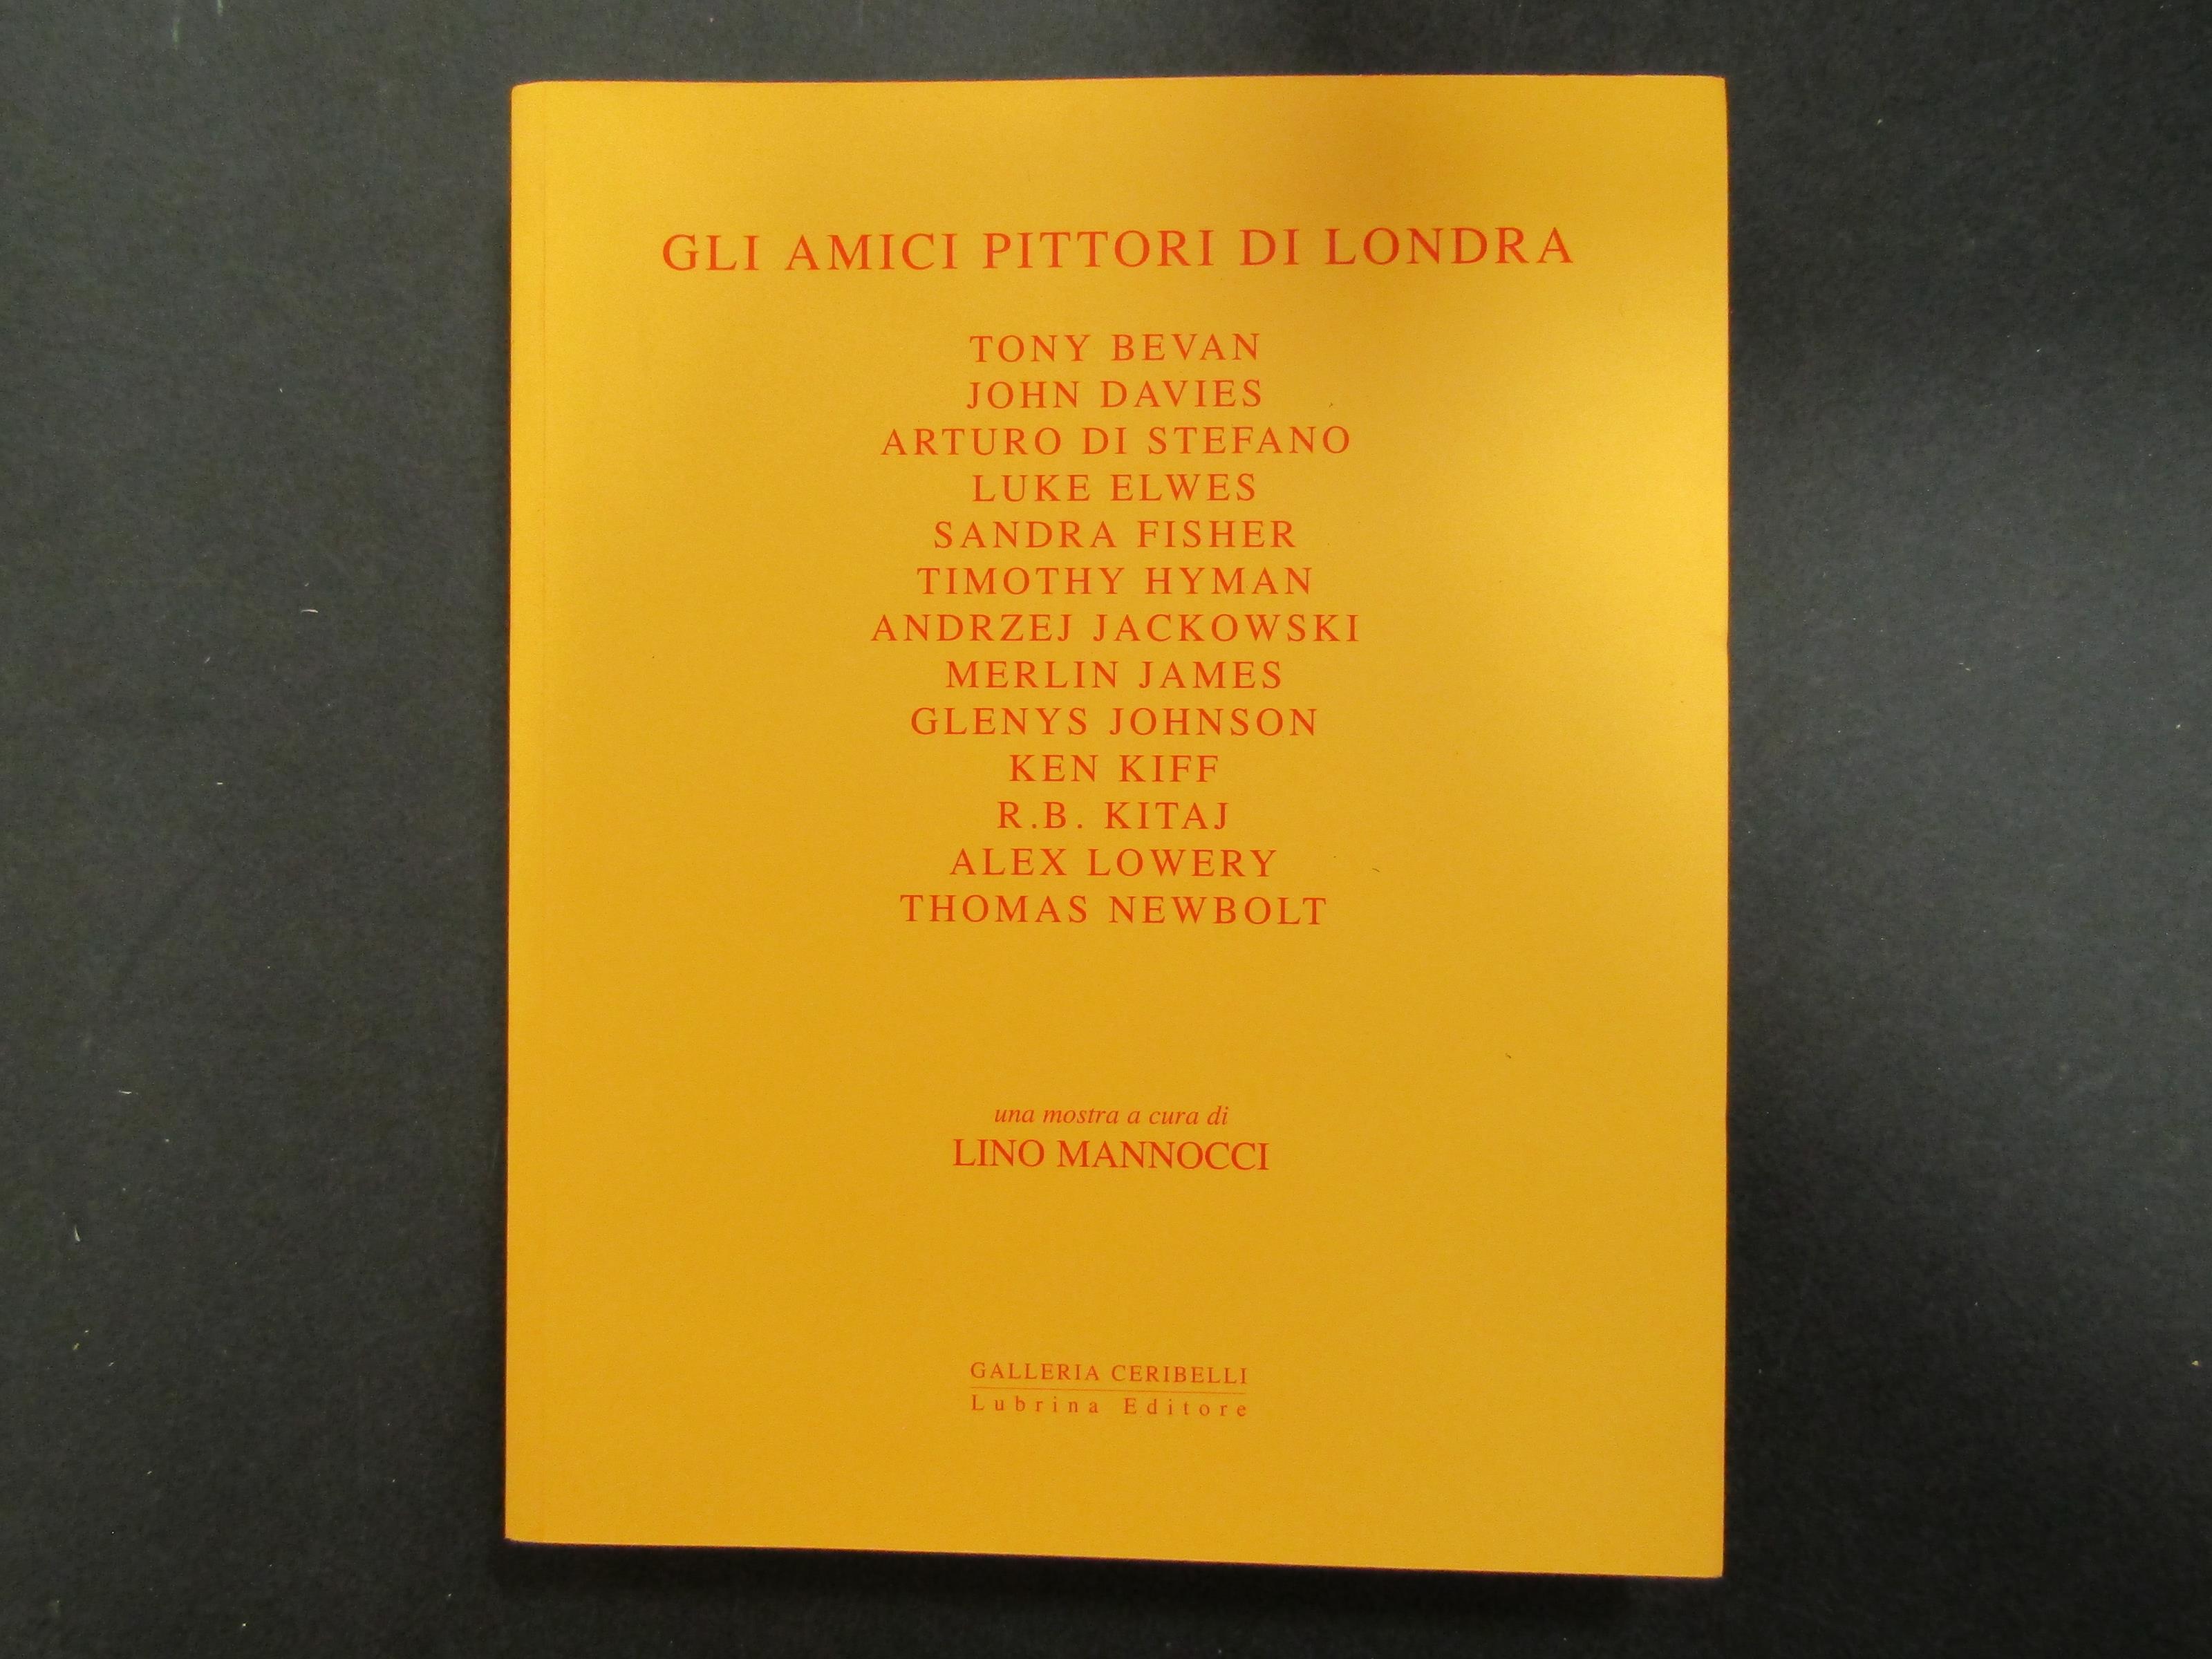 GLI AMICI PITTORI DI LONDRA
TONY BEVAN
JOHN DAVIES
ARTURO DI STEFANO
LUKE ELWES
SANDRA FISHER
TIMOTHY HYMAN
ANDRZEJ JACKOWSKI
MERLIN JAMES
GLENYS JOHNSON
KEN KIFF
R.B. KITAJ
ALEX LOWERY
THOMAS NEWBOLT
una mostra a cura di
LINO MANNOCCI
GALLERIA CERIBELLI
Lubrina Editore